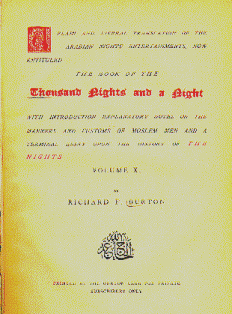 A PLAIN AND LITERAL TRANSLATION OF THE
ARABIAN NIGHTS ENTERTAINMENTS, NOW
ENTITULED
THE BOOK OF THE
Thousand Nights and a Night
WITH INTRODUCTION EXPLANATORY NOTES ON THE
MANNERS AND CUSTOMS OF MOSLEM MEN AND A
TERMINAL ESSAY UPON THE HISTORY OF THE
NIGHTS
VOLUME X.
BY
RICHARD F. BURTON
PRINTED BY THE BURTON CLUB FOR PRIVATE
SUBSCRIBERS ONLY